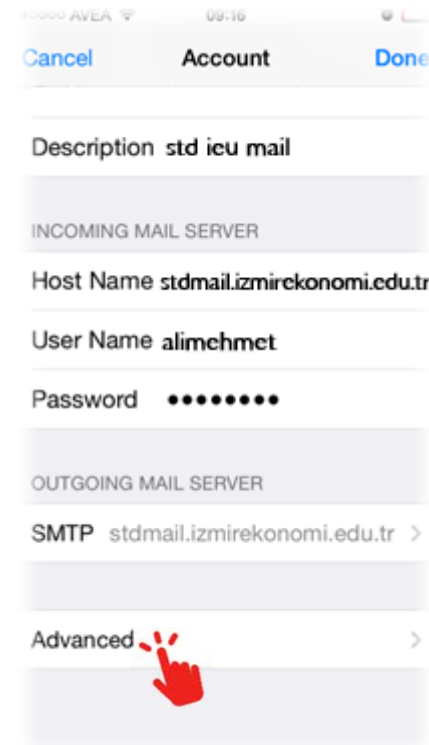 AVEA 09:16
Cancel Account Done
Description std ieu mail
INCOMING MAIL SERVER
Host Name stdmail.izmirekonomi.edu.tr
User Name alimehmet
Password ••••••••
OUTGOING MAIL SERVER
SMTP stdmail.izmirekonomi.edu.tr >
Advanced >